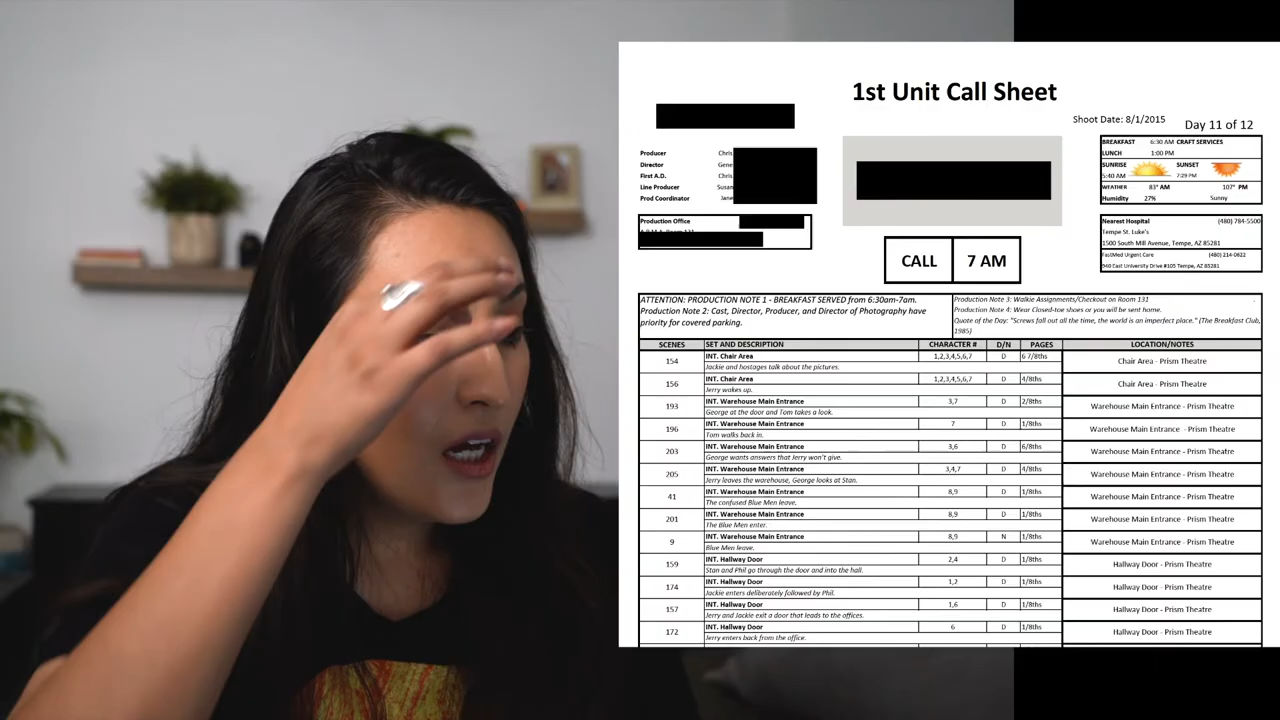 1st Unit Call Sheet
Shoot Date: 8/1/2015
Day 11 of 12
Producer Chris
Director Gene
First A.D. Chris
Line Producer Susan
Prod Coordinator Jane
Production Office
BREAKFAST 6:30 AM CRAFT SERVICES
LUNCH 1:00 PM
SUNRISE SUNSET
5:40 AM 7:29 PM
WEATHER 83° AM 107° PM
Humidity 27% Sunny
CALL 7 AM
Nearest Hospital (480) 784-5500
Tempe St. Luke's
1500 South Mill Avenue, Tempe, AZ 85281
FastMed Urgent Care (480) 214-0822
940 East University Drive #105 Tempe, AZ 85281
ATTENTION: PRODUCTION NOTE 1 - BREAKFAST SERVED from 6:30am-7am.
Production Note 2: Cast, Director, Producer, and Director of Photography have
priority for covered parking.
Production Note 3: Walkie Assignments/Checkout on Room 131
Production Note 4: Wear Closed-toe shoes or you will be sent home.
Quote of the Day: "Screws fall out all the time, the world is an imperfect place." (The Breakfast Club,
1985)
SCENES SET AND DESCRIPTION CHARACTER # D/N PAGES LOCATION/NOTES
154 INT. Chair Area 1,2,3,4,5,6,7 D 6 7/8ths Chair Area - Prism Theatre
Jackie and hostages talk about the pictures.
156 INT. Chair Area 1,2,3,4,5,6,7 D 4/8ths Chair Area - Prism Theatre
Jerry wakes up.
193 INT. Warehouse Main Entrance 3,7 D 2/8ths Warehouse Main Entrance - Prism Theatre
George at the door and Tom takes a look.
196 INT. Warehouse Main Entrance 7 D 1/8ths Warehouse Main Entrance - Prism Theatre
Tom walks back in.
203 INT. Warehouse Main Entrance 3,6 D 6/8ths Warehouse Main Entrance - Prism Theatre
George wants answers that Jerry won't give.
205 INT. Warehouse Main Entrance 3,4,7 D 4/8ths Warehouse Main Entrance - Prism Theatre
Jerry leaves the warehouse, George looks at Stan.
41 INT. Warehouse Main Entrance 8,9 D 1/8ths Warehouse Main Entrance - Prism Theatre
The confused Blue Men leave.
201 INT. Warehouse Main Entrance 8,9 D 1/8ths Warehouse Main Entrance - Prism Theatre
The Blue Men enter.
9 INT. Warehouse Main Entrance 8,9 N 1/8ths Warehouse Main Entrance - Prism Theatre
Blue Men leave.
159 INT. Hallway Door 2,4 D 1/8ths Hallway Door - Prism Theatre
Stan and Phil go through the door and into the hall.
174 INT. Hallway Door 1,2 D 1/8ths Hallway Door - Prism Theatre
Jackie enters deliberately followed by Phil.
157 INT. Hallway Door 1,6 D 1/8ths Hallway Door - Prism Theatre
Jerry and Jackie exit a door that leads to the offices.
172 INT. Hallway Door 6 D 1/8ths Hallway Door - Prism Theatre
Jerry enters back from the office.